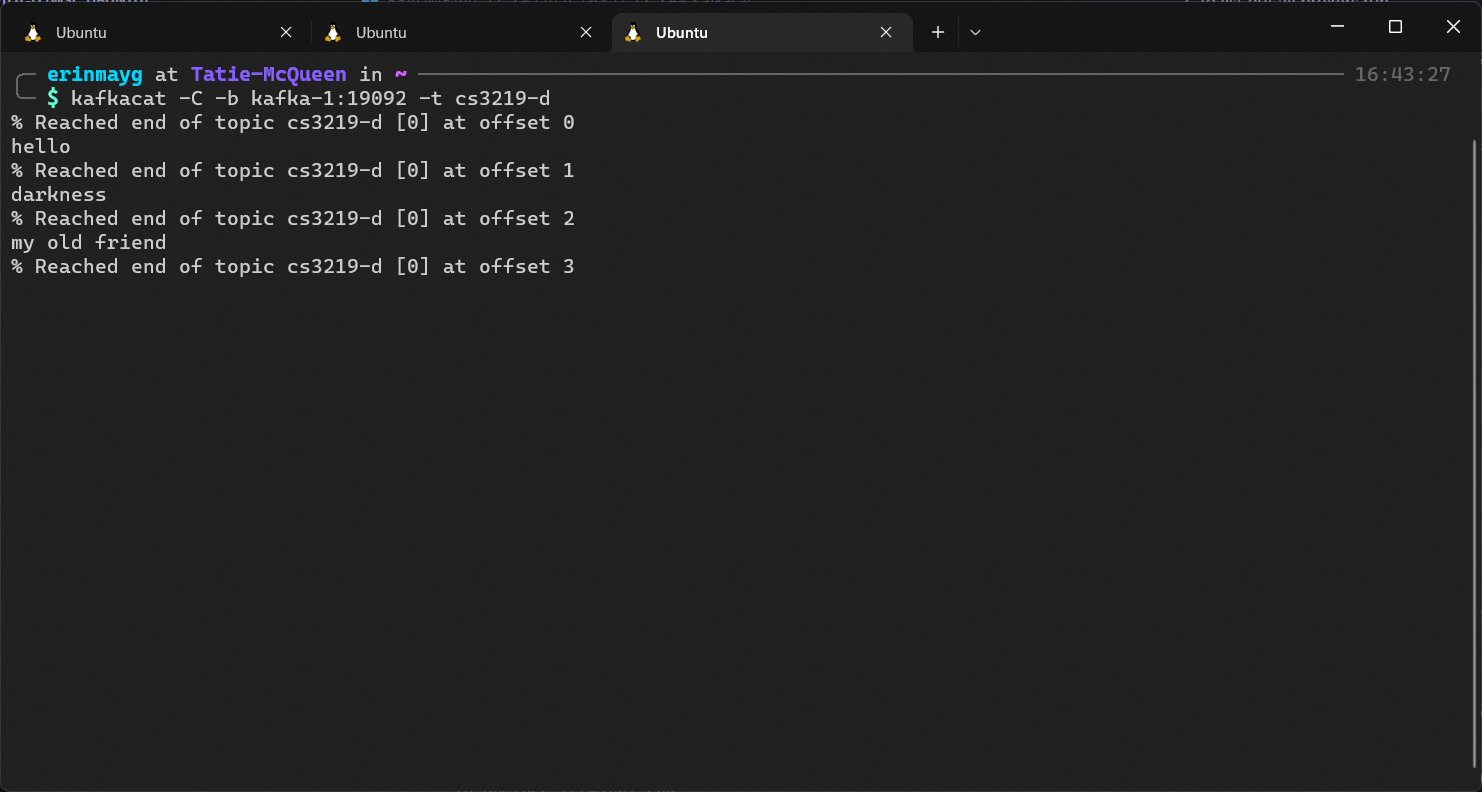 Ubuntu
Ubuntu
Ubuntu
erinmayg at Tatie-McQueen in ~ 16:43:27
$ kafkacat -C -b kafka-1:19092 -t cs3219-d
% Reached end of topic cs3219-d [0] at offset 0
hello
% Reached end of topic cs3219-d [0] at offset 1
darkness
% Reached end of topic cs3219-d [0] at offset 2
my old friend
% Reached end of topic cs3219-d [0] at offset 3